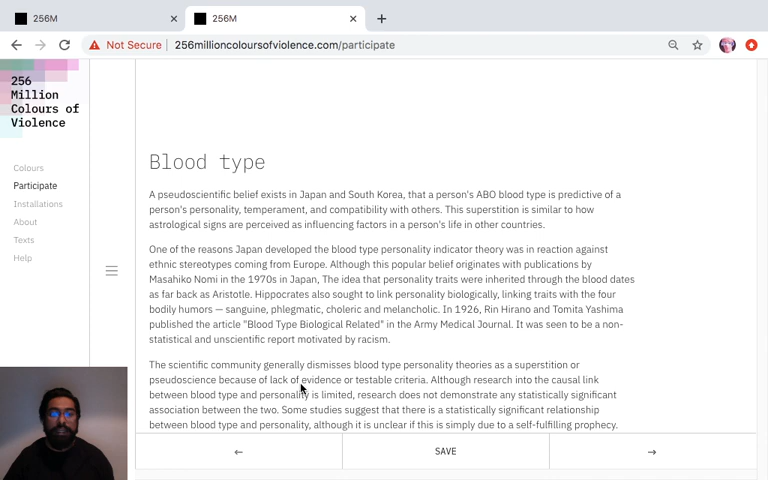 256M
256M
Not Secure 256millioncoloursofviolence.com/participate
256
Million
Colours of
Violence
Colours
Participate
Installations
About
Texts
Help
Blood type
A pseudoscientific belief exists in Japan and South Korea, that a person's ABO blood type is predictive of a
person's personality, temperament, and compatibility with others. This superstition is similar to how
astrological signs are perceived as influencing factors in a person's life in other countries.
One of the reasons Japan developed the blood type personality indicator theory was in reaction against
ethnic stereotypes coming from Europe. Although this popular belief originates with publications by
Masahiko Nomi in the 1970s in Japan, The idea that personality traits were inherited through the blood dates
as far back as Aristotle. Hippocrates also sought to link personality biologically, linking traits with the four
bodily humors — sanguine, phlegmatic, choleric and melancholic. In 1926, Rin Hirano and Tomita Yashima
published the article "Blood Type Biological Related" in the Army Medical Journal. It was seen to be a non-
statistical and unscientific report motivated by racism.
The scientific community generally dismisses blood type personality theories as a superstition or
pseudoscience because of lack of evidence or testable criteria. Although research into the causal link
between blood type and personality is limited, research does not demonstrate any statistically significant
association between the two. Some studies suggest that there is a statistically significant relationship
between blood type and personality, although it is unclear if this is simply due to a self-fulfilling prophecy.
← SAVE →